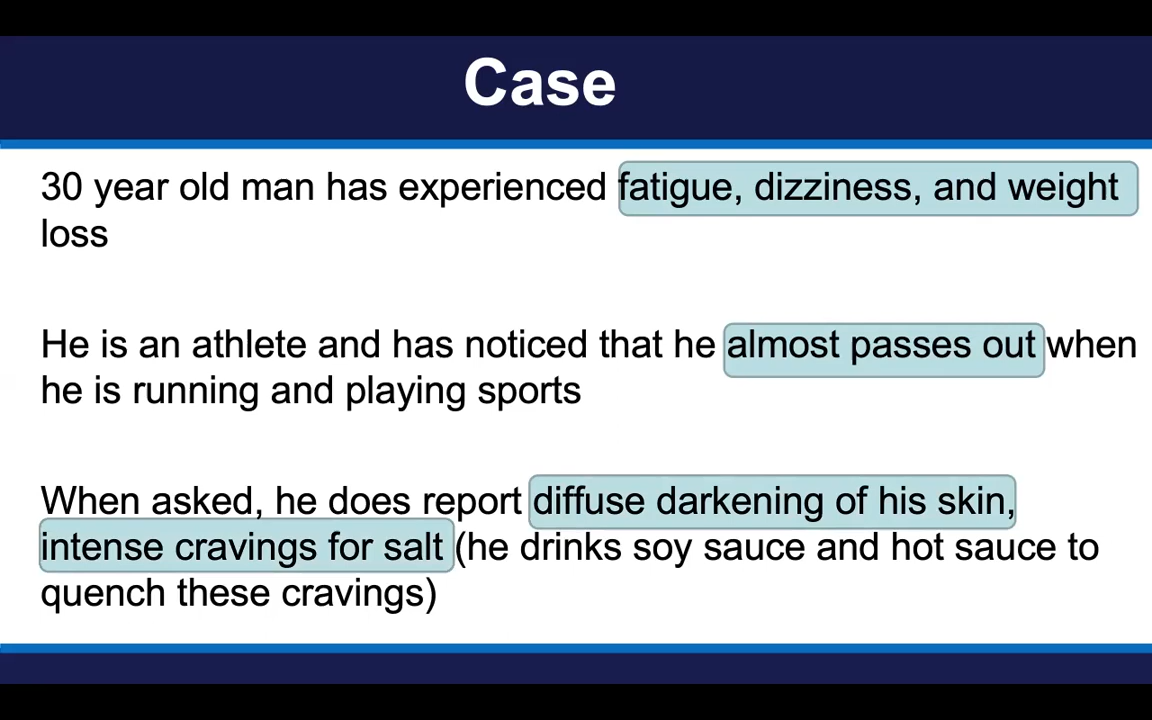 Case
30 year old man has experienced fatigue, dizziness, and weight
loss
He is an athlete and has noticed that he almost passes out when
he is running and playing sports
When asked, he does report diffuse darkening of his skin,
intense cravings for salt (he drinks soy sauce and hot sauce to
quench these cravings)